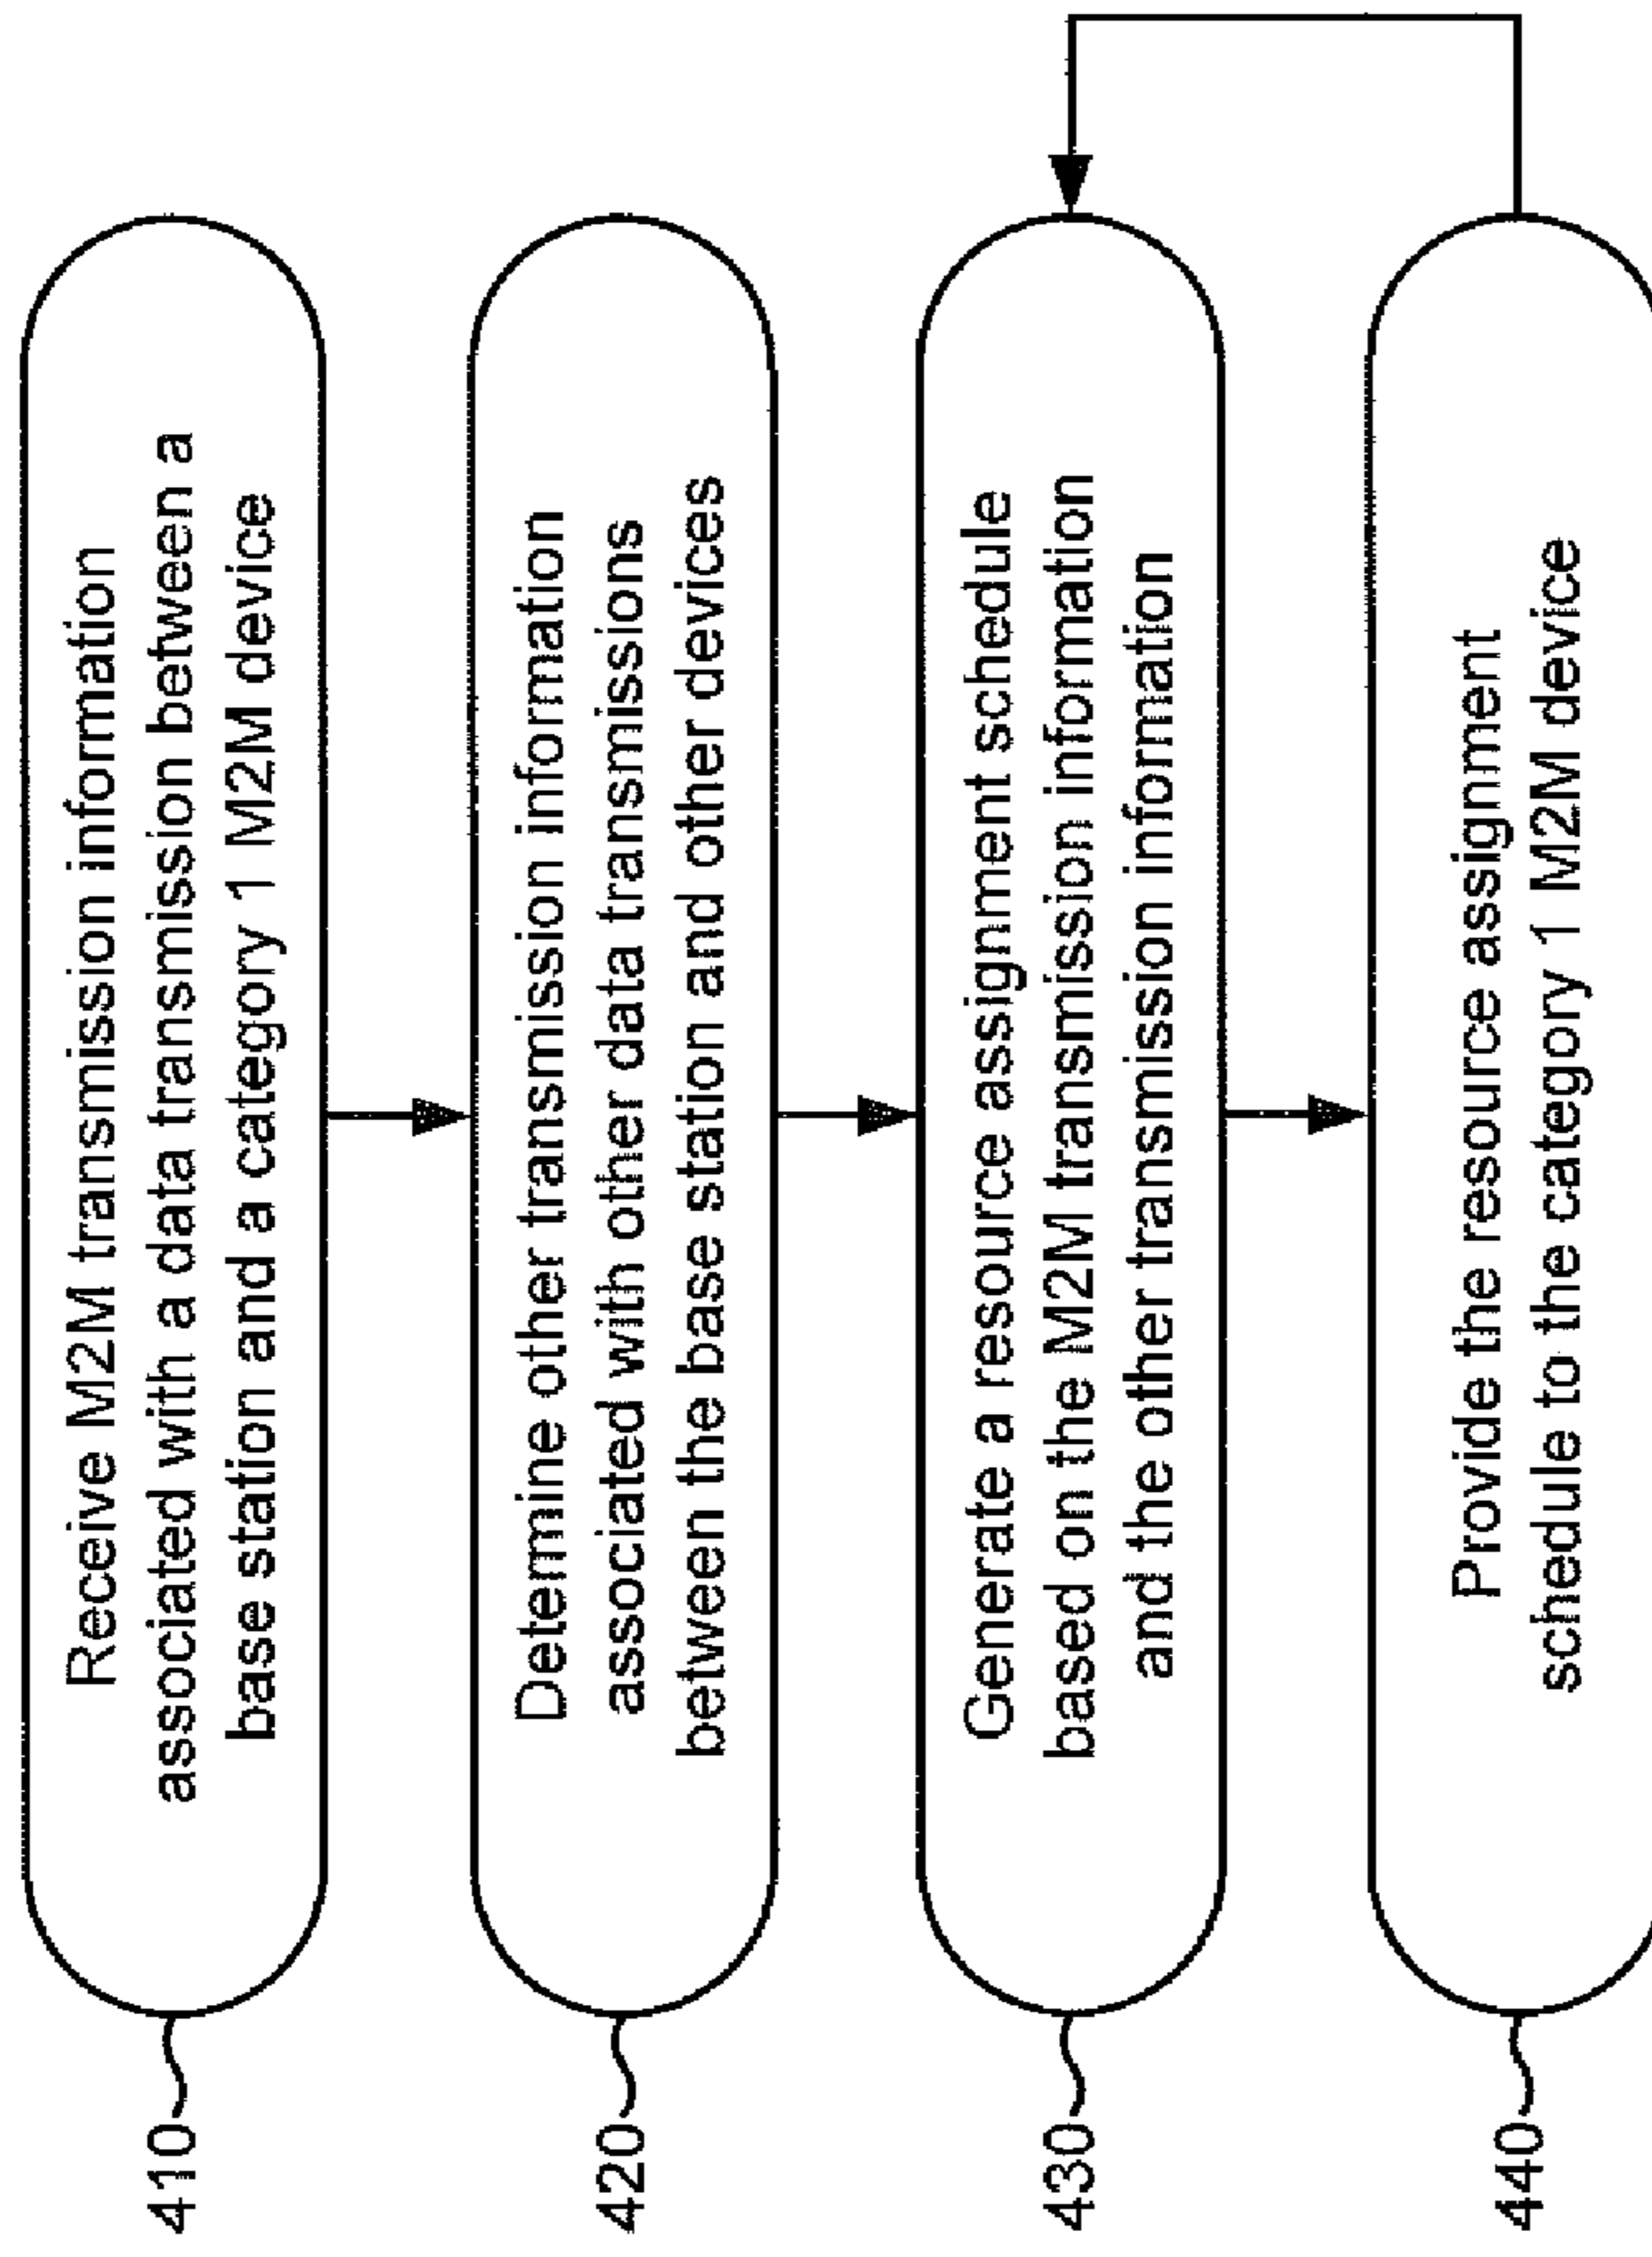 410
Receive M2M transmission information
associated with a data transmission between a
base station and a category 1 M2M device
420
Determine other transmission information
associated with other data transmissions
between the base station and other devices
430
Generate a resource assignment schedule
based on the M2M transmission information
and the other transmission information
440
Provide the resource assignment
schedule to the category 1 M2M device